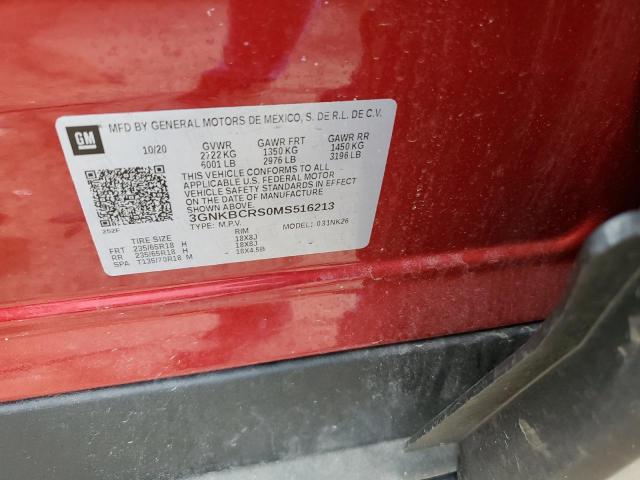 MFD BY GENERAL MOTORS DE MEXICO, S. DE R.L. DE C.V.
GM
10/20 GVWR GAWR FRT GAWR RR
2722 KG 1350 KG 1450 KG
6001 LB 2976 LB 3196 LB
THIS VEHICLE CONFORMS TO ALL
APPLICABLE U.S. FEDERAL MOTOR
VEHICLE SAFETY STANDARDS IN EFFECT
ON THE DATE OF MANUFACTURE
SHOWN ABOVE.
3GNKBCRS0MS516213
252F TYPE: M.P.V. MODEL: 031NK26
TIRE SIZE RIM
FRT 235/65R18 H 18X8J
RR 235/65R18 H 18X8J
SPA T135/70R18 M 18X4.5B